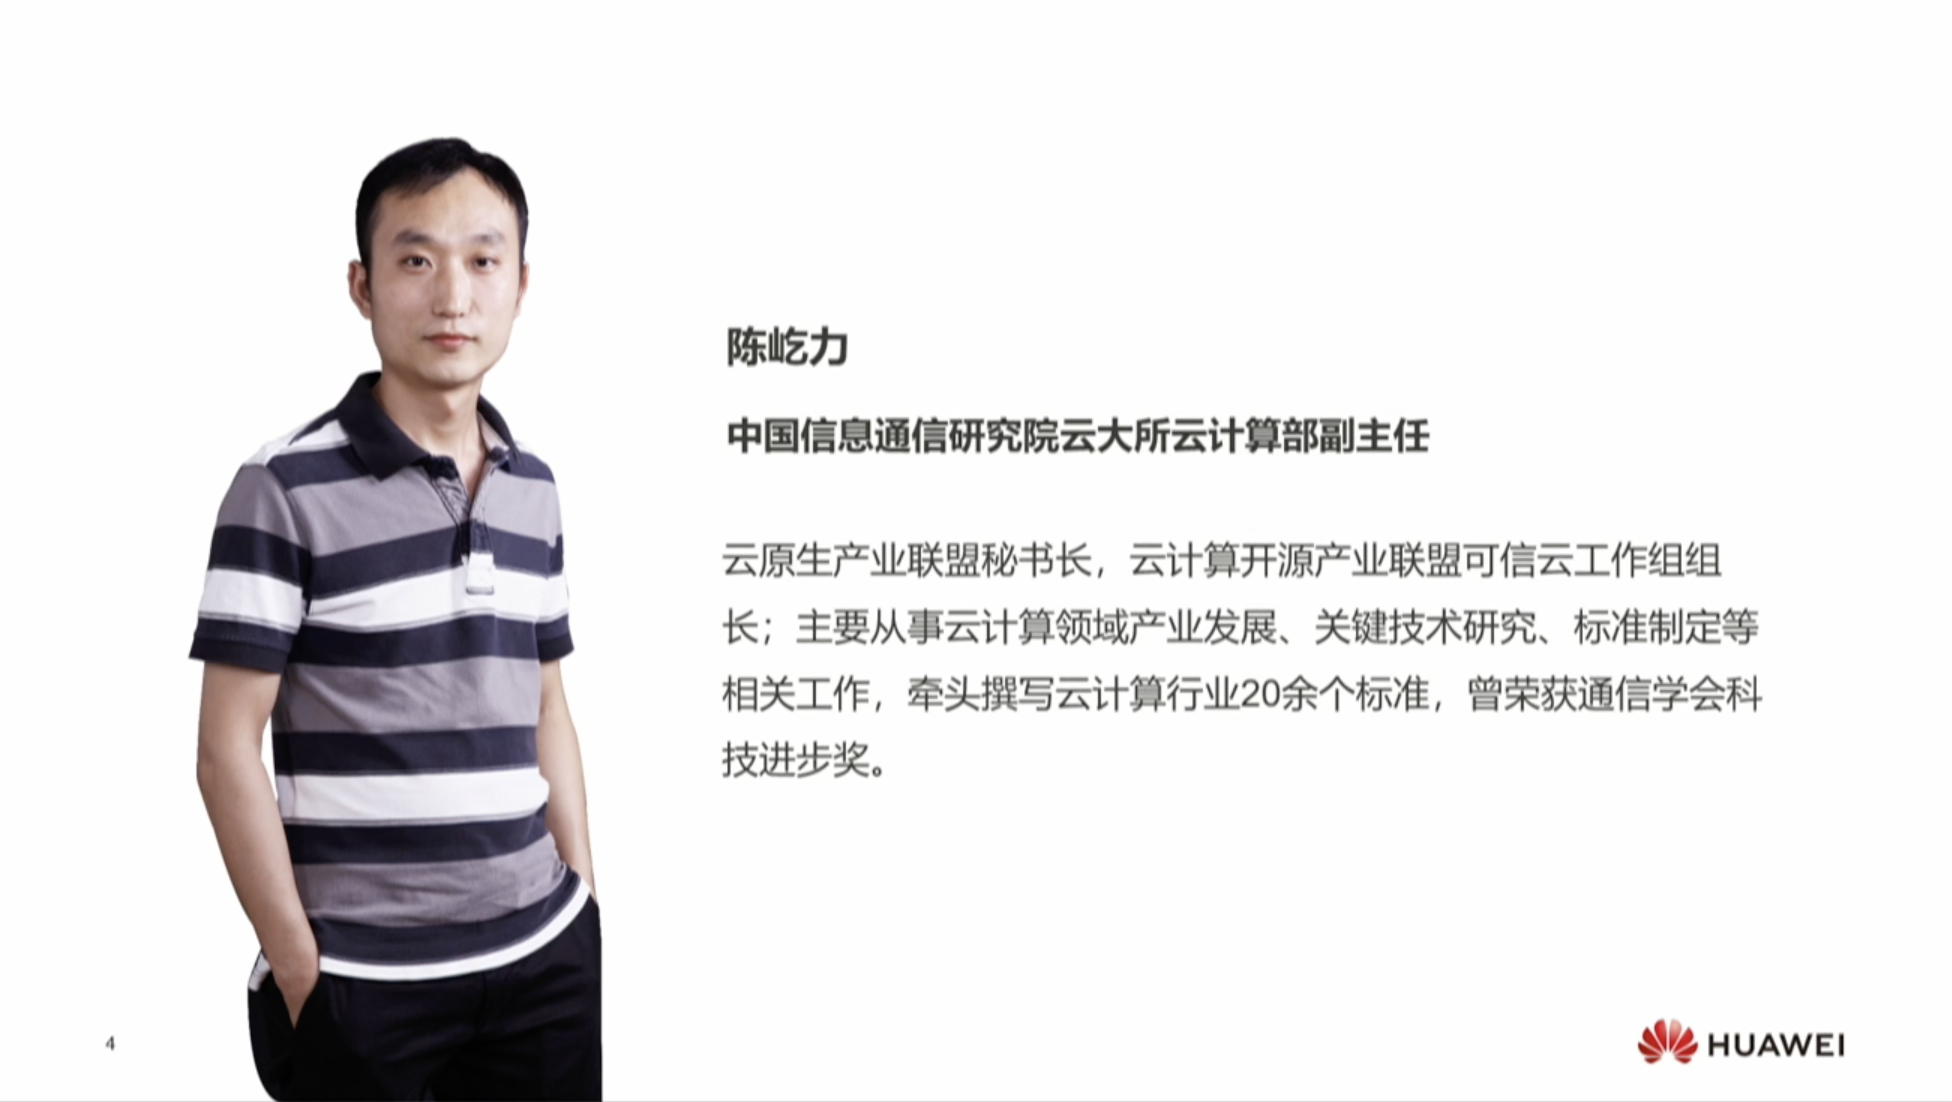 陈屹力
中国信息通信研究院云大所云计算部副主任
云原生产业联盟秘书长，云计算开源产业联盟可信云工作组组
长；主要从事云计算领域产业发展、关键技术研究、标准制定等
相关工作，牵头撰写云计算行业20余个标准，曾荣获通信学会科
技进步奖。
4
HUAWEI